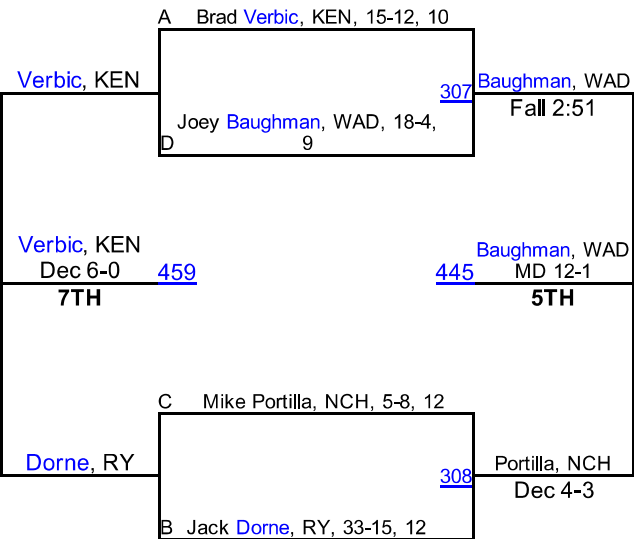 A Brad Verbic, KEN, 15-12, 10
Verbic, KEN
307
Baughman, WAD
Fall 2:51
Joey Baughman, WAD, 18-4,
D 9
Verbic, KEN
Dec 6-0
459
7TH
Baughman, WAD
445
MD 12-1
5TH
C Mike Portilla, NCH, 5-8, 12
Dorne, RY
308
Portilla, NCH
Dec 4-3
B Jack Dorne, RY, 33-15, 12